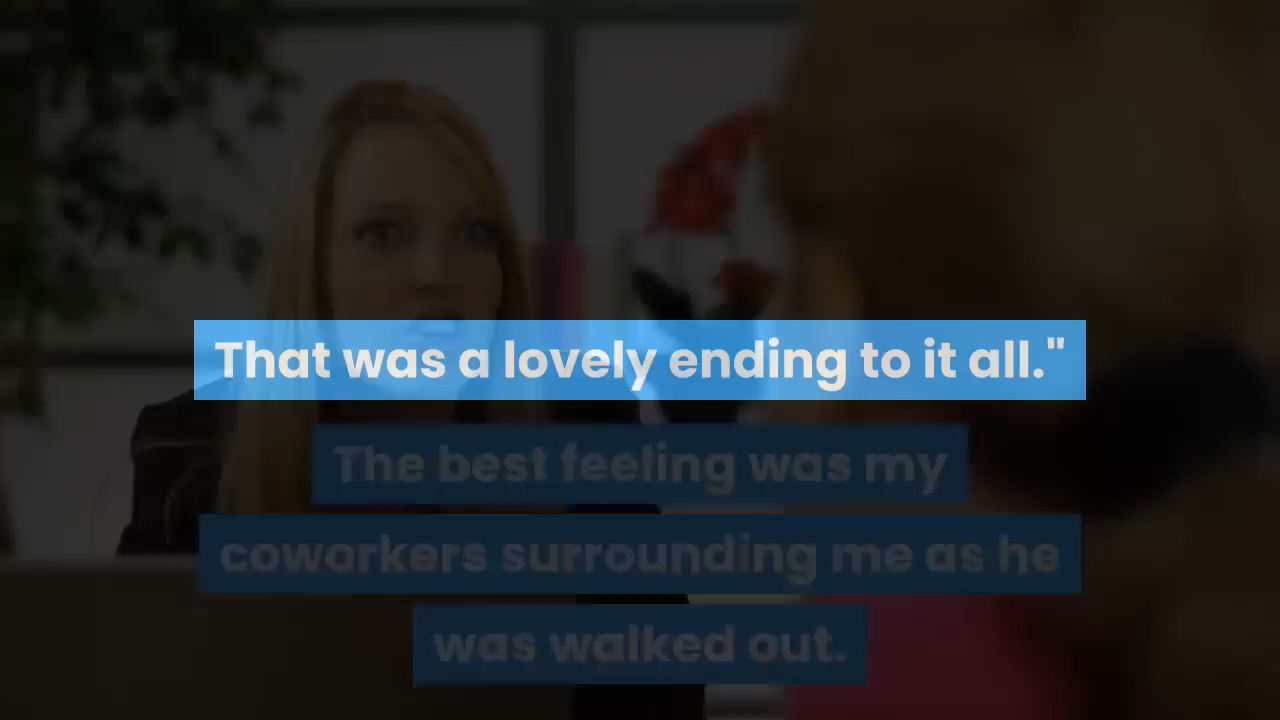 That was a lovely ending to it all."
The best feeling was my
coworkers surrounding me as he
was walked out.